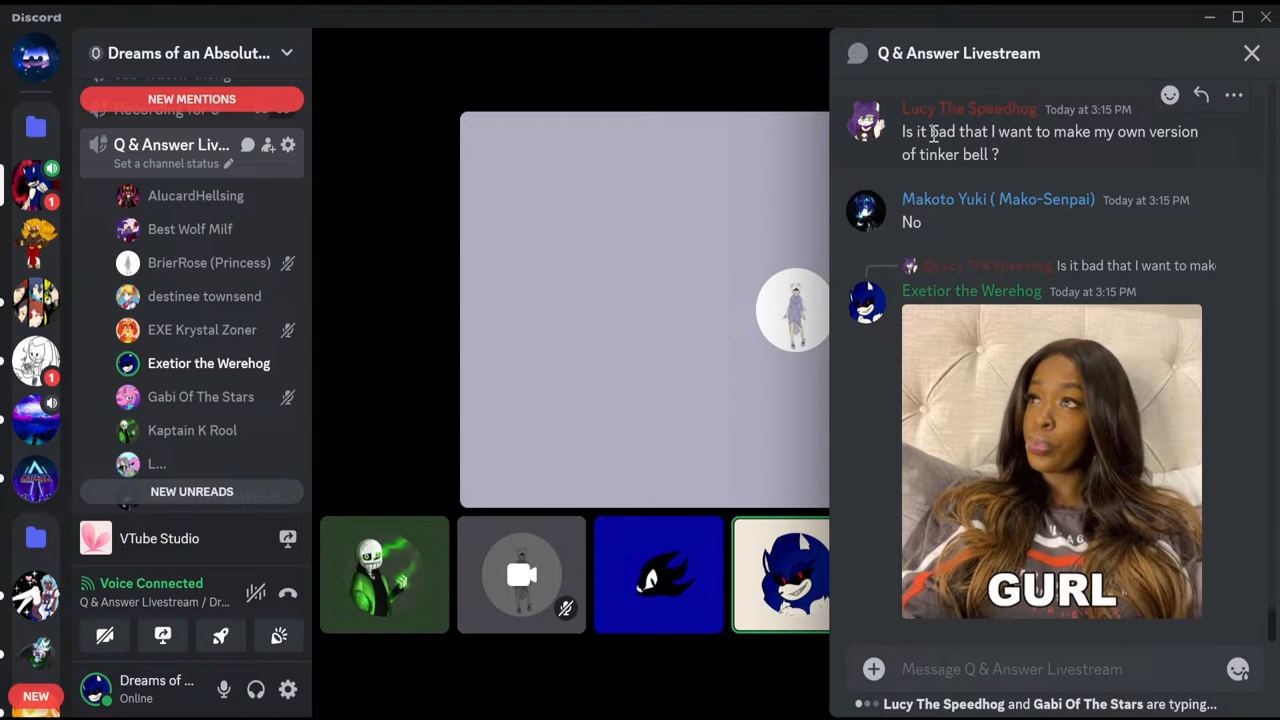 Discord
Dreams of an Absolut...
NEW MENTIONS
Q & Answer Liv...
Set a channel status
AlucardHellsing
Best Wolf Milf
BrierRose (Princess)
destinee townsend
EXE Krystal Zoner
Exetior the Werehog
Gabi Of The Stars
Kaptain K Rool
L...
NEW UNREADS
VTube Studio
Voice Connected
Q & Answer Livestream / Dr...
Dreams of ...
Online
1
1
NEW
Q & Answer Livestream
Lucy The Speedhog Today at 3:15 PM
Is it bad that I want to make my own version
of tinker bell ?
Makoto Yuki ( Mako-Senpai) Today at 3:15 PM
No
@Lucy The Speedhog Is it bad that I want to mak
Exetior the Werehog Today at 3:15 PM
GURL
Message Q & Answer Livestream
Lucy The Speedhog and Gabi Of The Stars are typing...